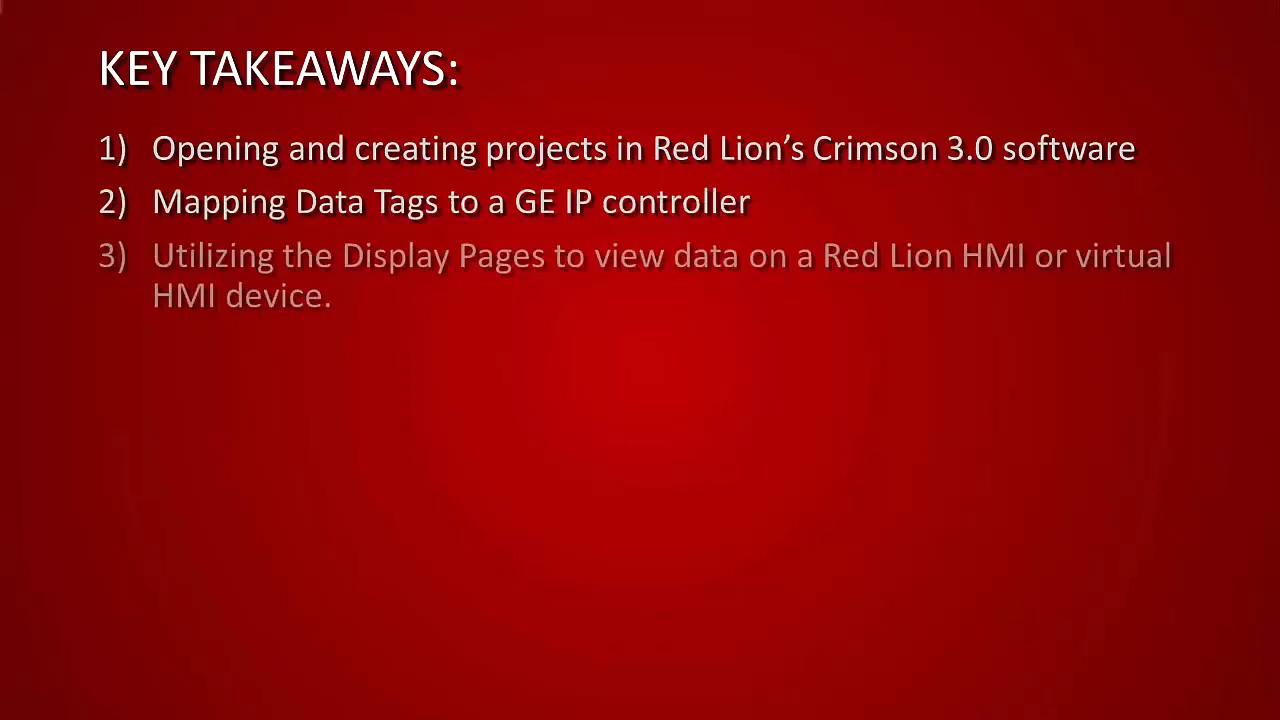 KEY TAKEAWAYS:
1) Opening and creating projects in Red Lion’s Crimson 3.0 software
2) Mapping Data Tags to a GE IP controller
3) Utilizing the Display Pages to view data on a Red Lion HMI or virtual
HMI device.